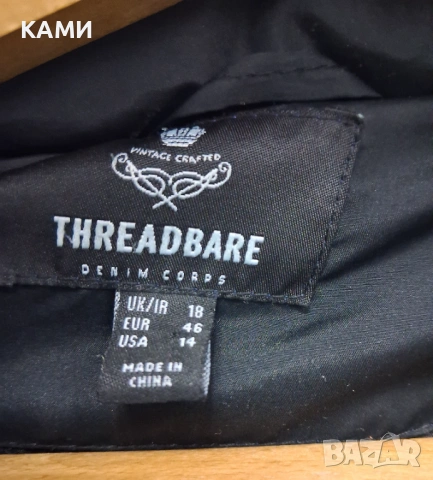 КАМИ
VINTAGE CRAFTED
THREADBARE
DENIM CORPS
UK/IR 18
EUR 46
USA 14
MADE IN
CHINA
BAZAR